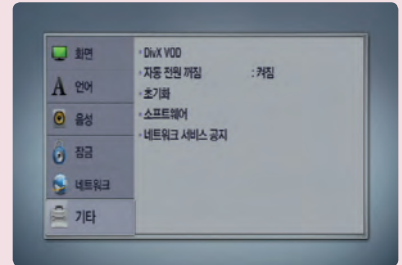 화면
언어
음성
잠금
네트워크
기타
DivX VOD
자동 전원 꺼짐 : 켜짐
초기화
소프트웨어
네트워크 서비스 공지